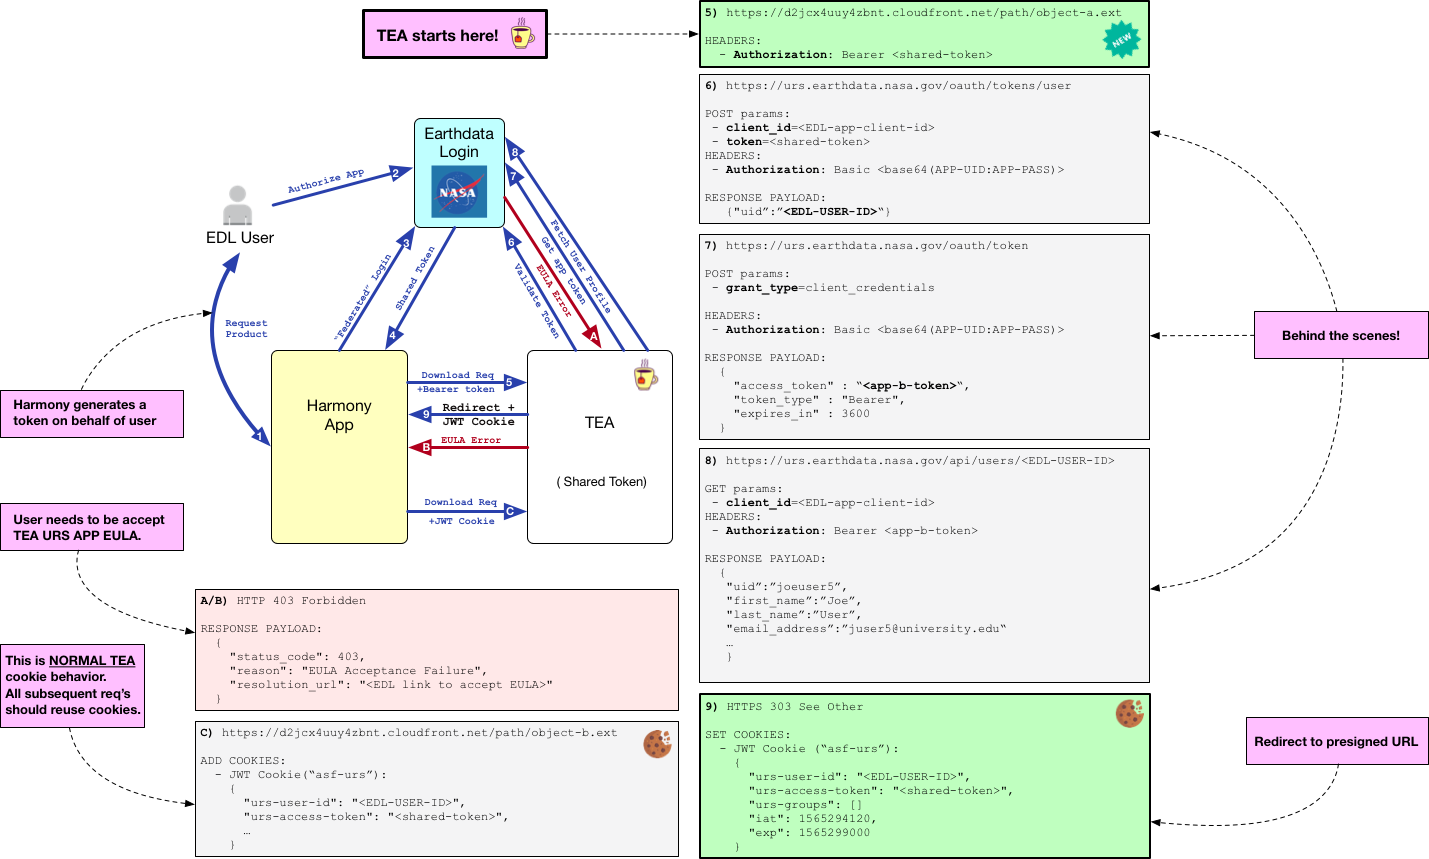 TEA starts here!
5) https://d2jcx4uuy4zbnt.cloudfront.net/path/object-a.ext
HEADERS:
- Authorization: Bearer <shared-token>
NEW
6) https://urs.earthdata.nasa.gov/oauth/tokens/user
POST params:
- client_id=<EDL-app-client-id>
- token=<shared-token>
HEADERS:
- Authorization: Basic <base64(APP-UID:APP-PASS)>
RESPONSE PAYLOAD:
{"uid":”<EDL-USER-ID>“}
7) https://urs.earthdata.nasa.gov/oauth/token
POST params:
- grant_type=client_credentials
HEADERS:
- Authorization: Basic <base64(APP-UID:APP-PASS)>
RESPONSE PAYLOAD:
{
"access_token" : “<app-b-token>“,
"token_type" : "Bearer",
"expires_in" : 3600
}
8) https://urs.earthdata.nasa.gov/api/users/<EDL-USER-ID>
GET params:
- client_id=<EDL-app-client-id>
HEADERS:
- Authorization: Bearer <app-b-token>
RESPONSE PAYLOAD:
{
"uid”:”joeuser5”,
"first_name”:”Joe”,
"last_name”:”User”,
"email_address”:”juser5@university.edu“
…
}
9) HTTPS 303 See Other
SET COOKIES:
- JWT Cookie (“asf-urs”):
{
"urs-user-id": "<EDL-USER-ID>",
"urs-access-token": "<shared-token>",
"urs-groups": []
"iat": 1565294120,
"exp": 1565299000
}
Behind the scenes!
Redirect to presigned URL
Earthdata
Login
NASA
EDL User
Authorize APP
2
8
7
3
6
“Federated” Login
Shared Token
4
EULA Error
A
Validate Token
Get app token
Fetch User Profile
Request
Product
1
Harmony
App
TEA
( Shared Token)
Download Req
+Bearer token
5
Redirect +
JWT Cookie
9
EULA Error
B
Download Req
+JWT Cookie
C
Harmony generates a
token on behalf of user
User needs to be accept
TEA URS APP EULA.
This is NORMAL TEA
cookie behavior.
All subsequent req’s
should reuse cookies.
A/B) HTTP 403 Forbidden
RESPONSE PAYLOAD:
{
"status_code": 403,
"reason": "EULA Acceptance Failure",
"resolution_url": "<EDL link to accept EULA>"
}
C) https://d2jcx4uuy4zbnt.cloudfront.net/path/object-b.ext
ADD COOKIES:
- JWT Cookie(“asf-urs”):
{
"urs-user-id": "<EDL-USER-ID>",
"urs-access-token": "<shared-token>",
…
}